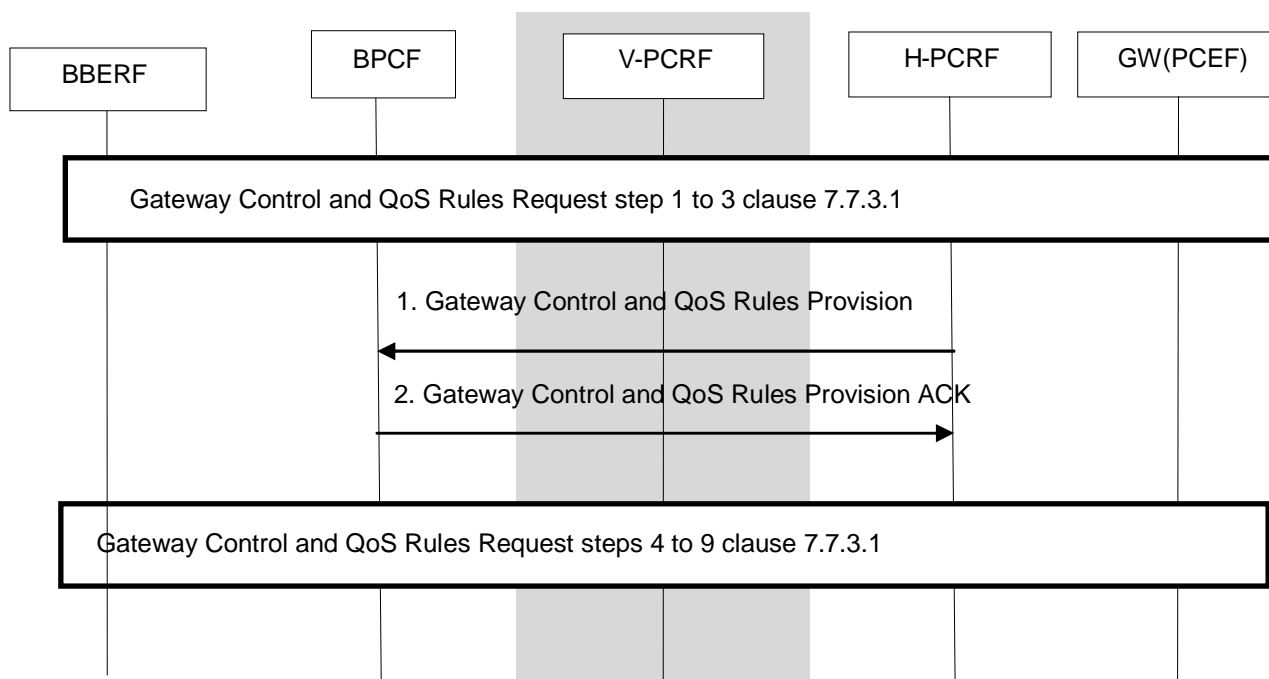 BBERF
BPCF
V-PCRF
H-PCRF
GW(PCEF)
Gateway Control and QoS Rules Request step 1 to 3 clause 7.7.3.1
1. Gateway Control and QoS Rules Provision
2. Gateway Control and QoS Rules Provision ACK
Gateway Control and QoS Rules Request steps 4 to 9 clause 7.7.3.1